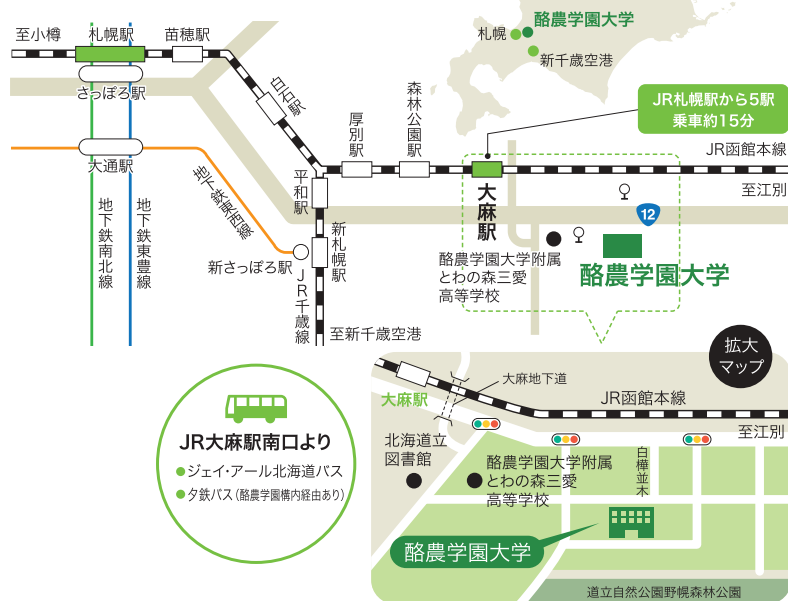 至小樽
札幌駅
苗穂駅
さっぽろ駅
大通駅
地下鉄南北線
地下鉄東豊線
地下鉄東西線
白石駅
平和駅
厚別駅
森林公園駅
大麻駅
新さっぽろ駅
新札幌駅
JR千歳線
至新千歳空港
札幌
酪農学園大学
新千歳空港
JR札幌駅から5駅
乗車約15分
JR函館本線
至江別
12
酪農学園大学附属
とわの森三愛
高等学校
酪農学園大学
拡大
マップ
JR大麻駅南口より
ジェイ・アール北海道バス
夕鉄バス(酪農学園構内経由あり)
大麻駅
大麻地下道
JR函館本線
至江別
北海道立
図書館
酪農学園大学附属
とわの森三愛
高等学校
白樺並木
酪農学園大学
道立自然公園野幌森林公園